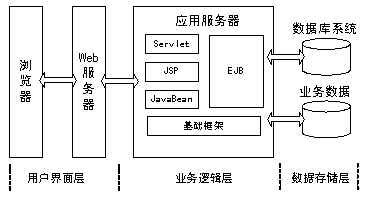 浏览器
Web
服务器
应用服务器
Servlet
JSP
JavaBean
EJB
基础框架
数据库系统
业务数据
用户界面层
业务逻辑层
数据存储层